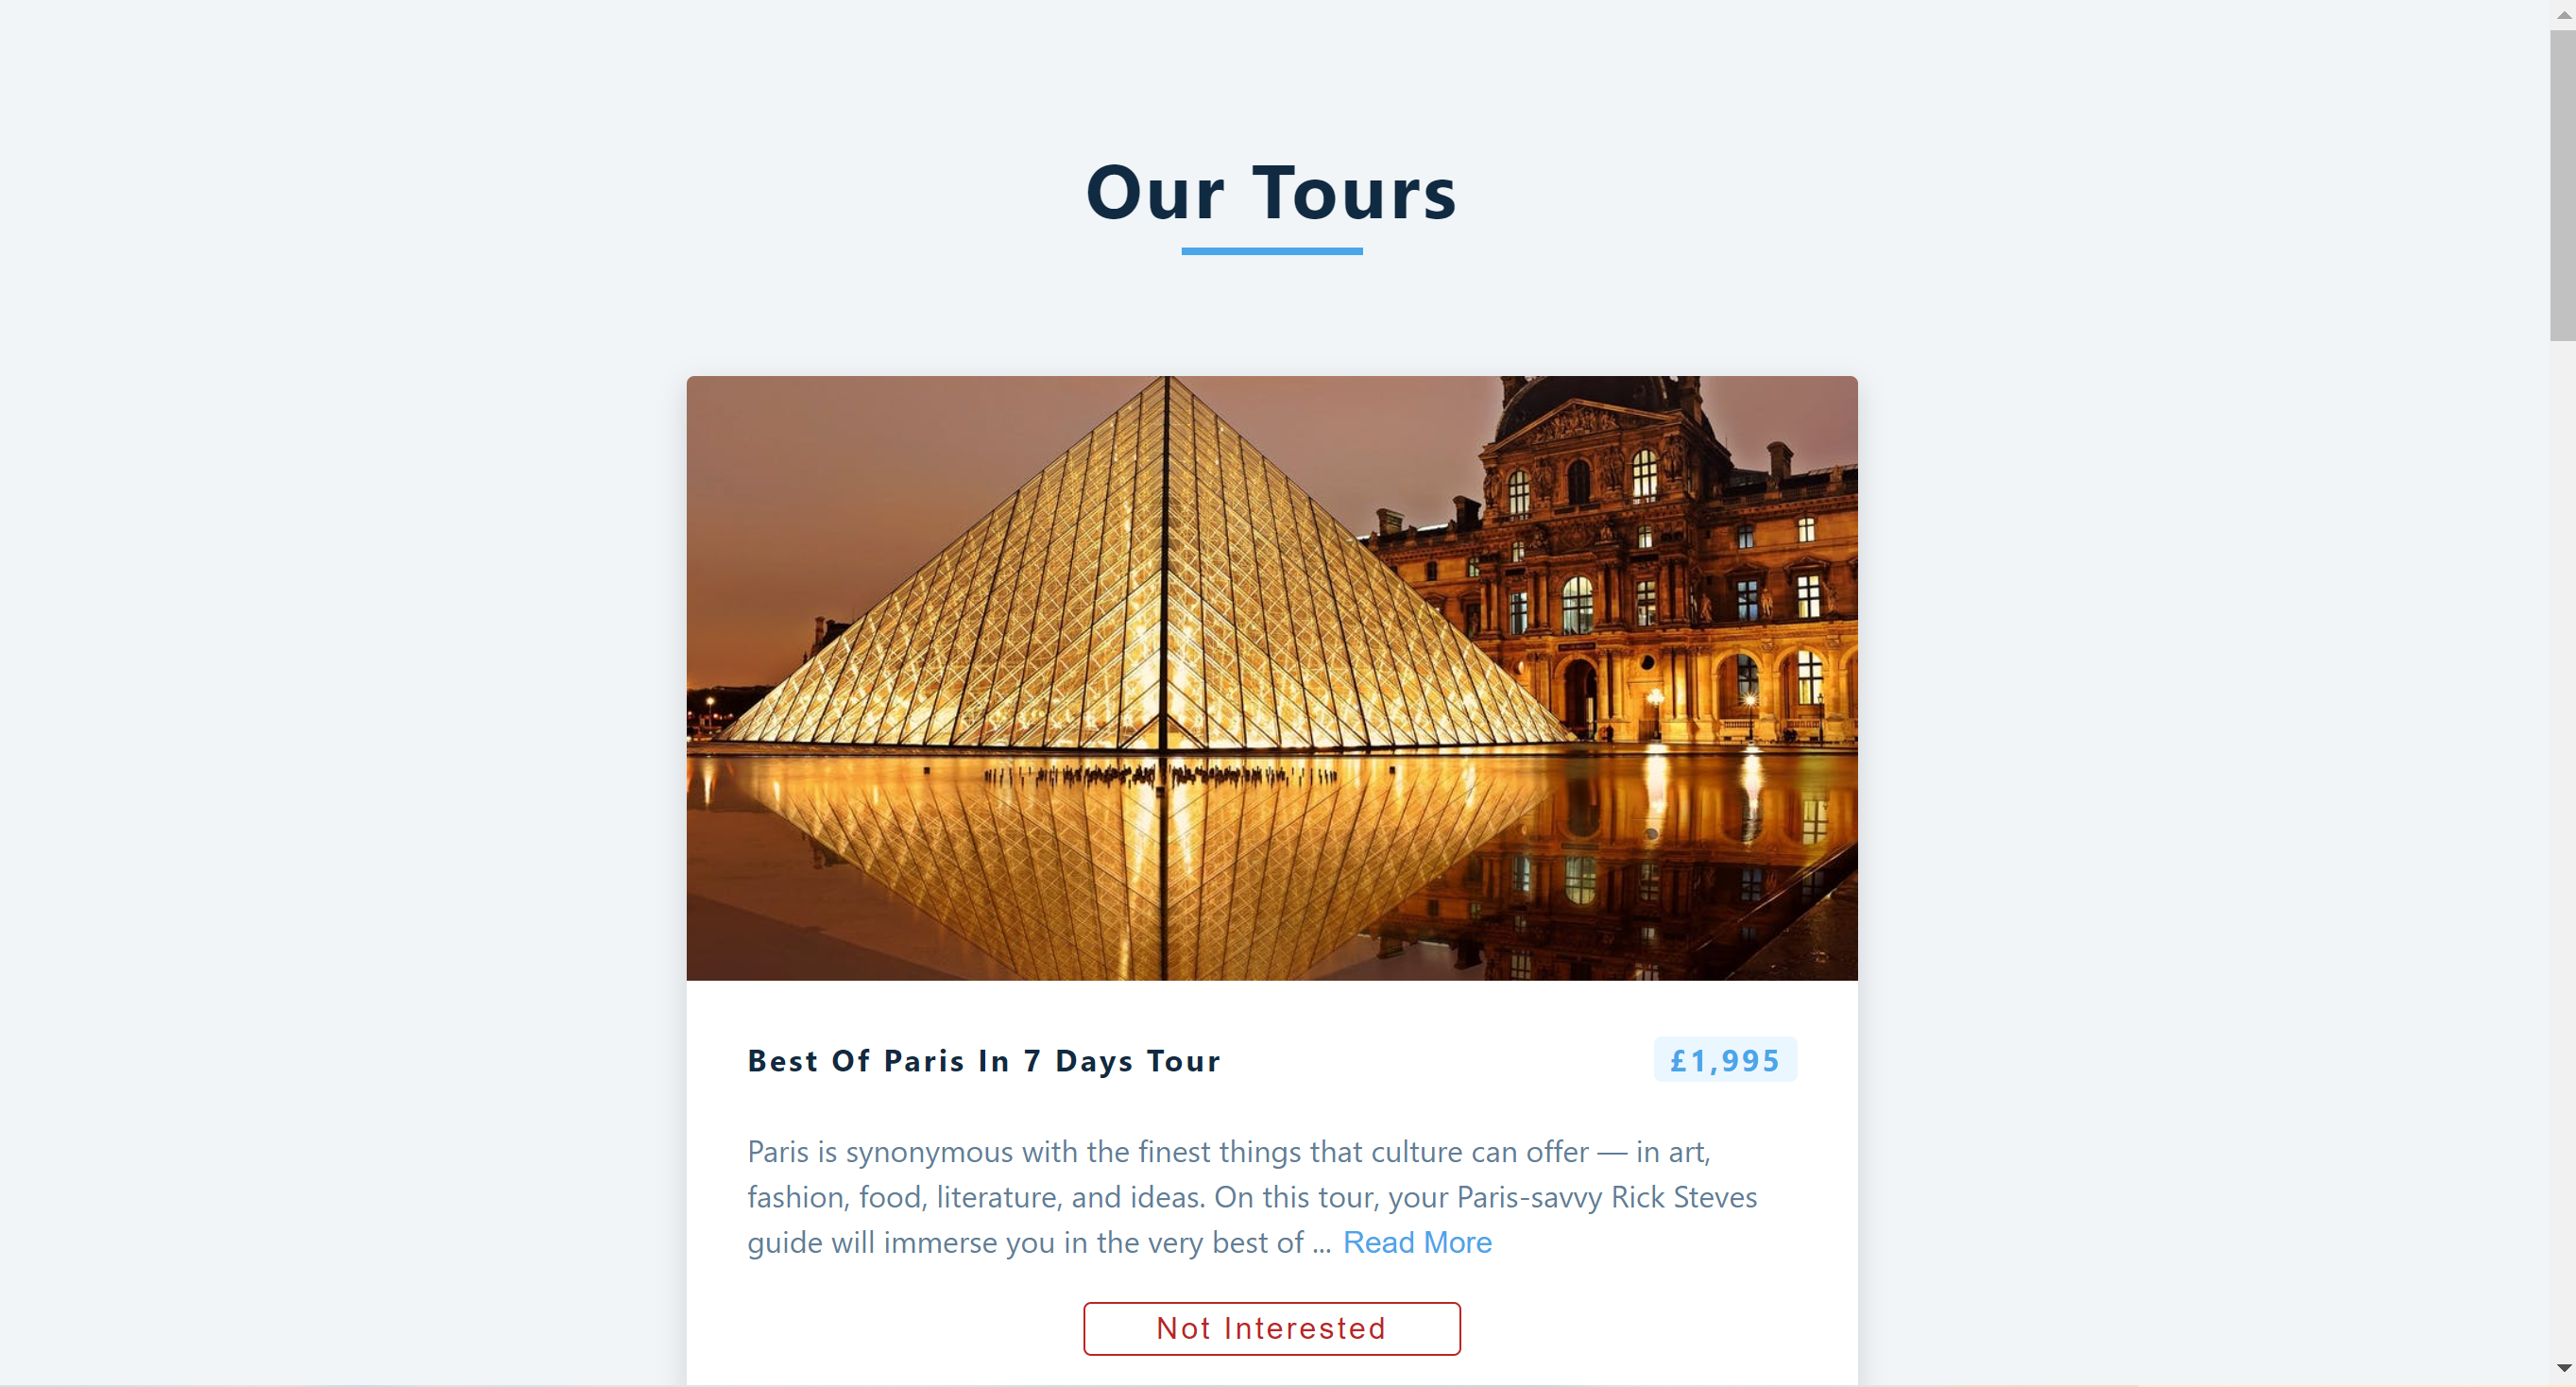 Our Tours
Best Of Paris In 7 Days Tour
£1,995
Paris is synonymous with the finest things that culture can offer — in art,
fashion, food, literature, and ideas. On this tour, your Paris-savvy Rick Steves
guide will immerse you in the very best of ... Read More
Not Interested